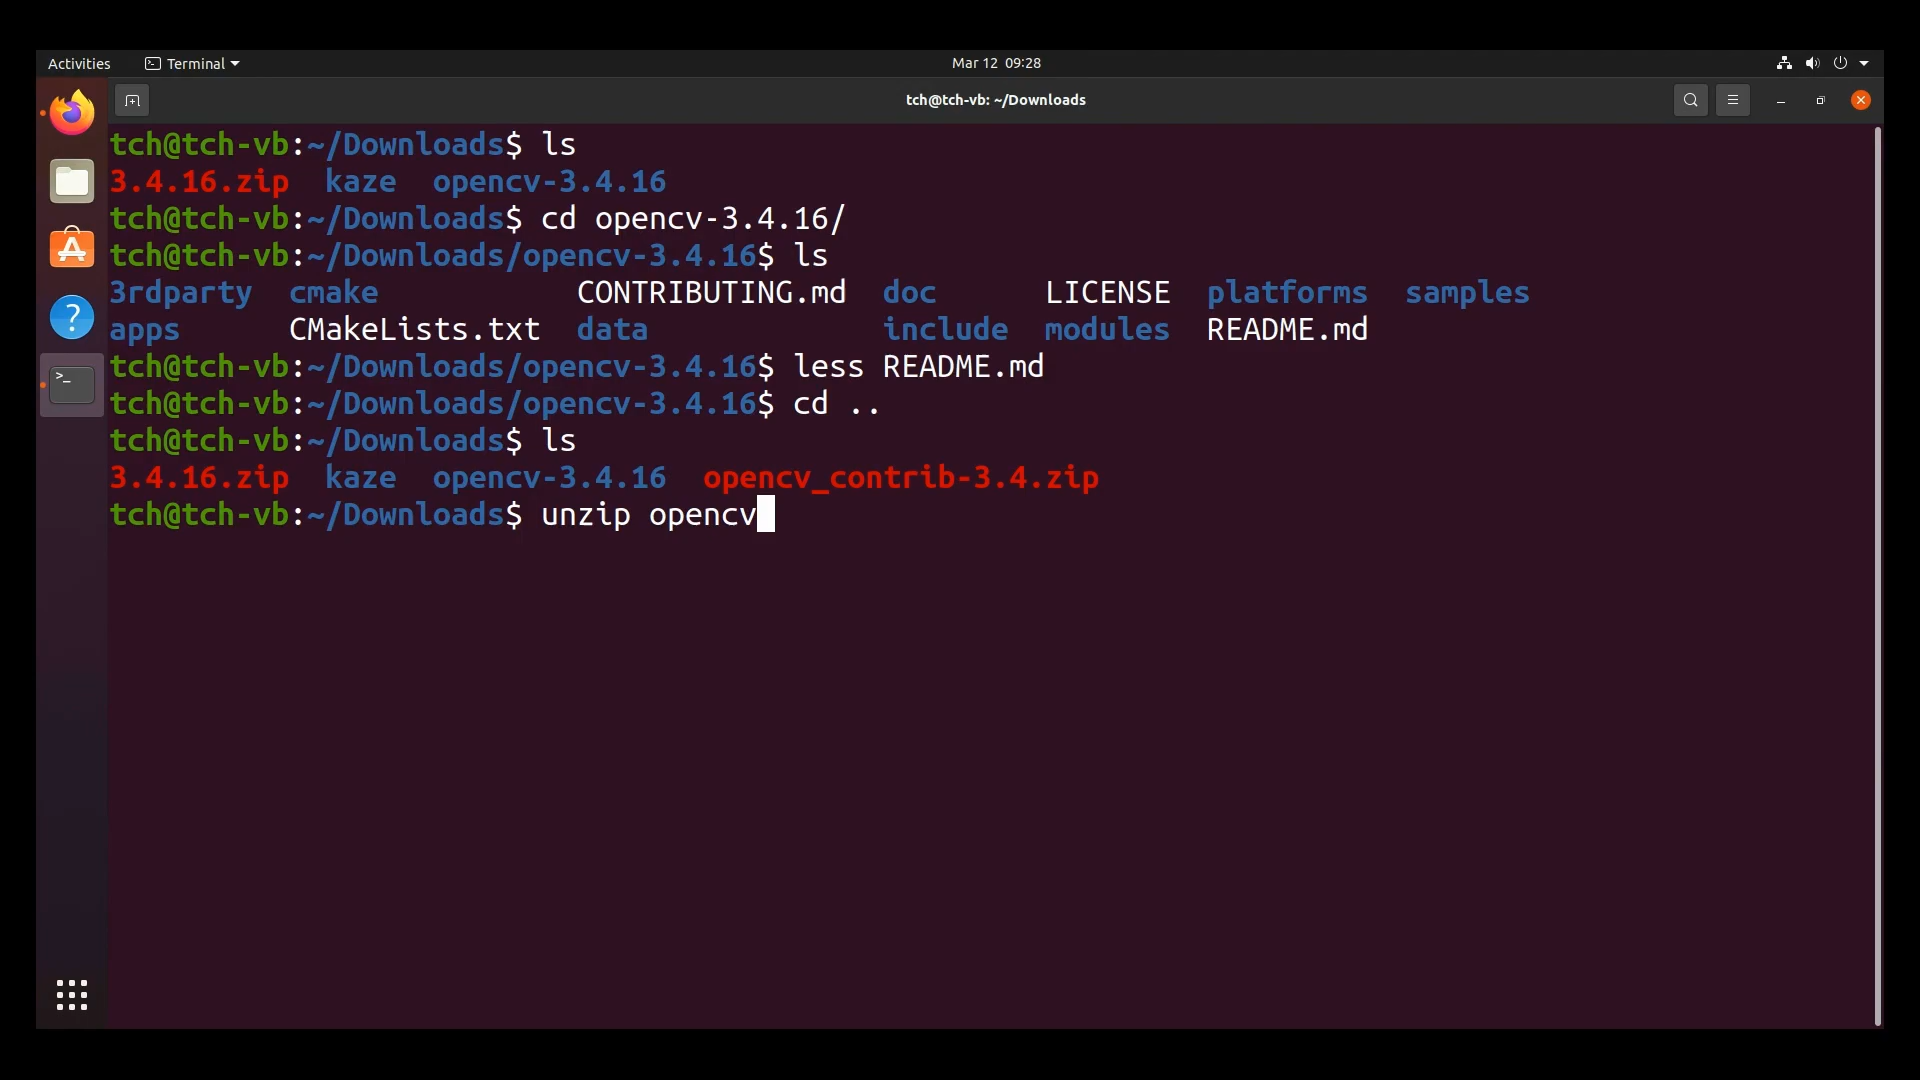 Activities Terminal Mar 12 09:28
tch@tch-vb: ~/Downloads
tch@tch-vb:~/Downloads$ ls
3.4.16.zip kaze opencv-3.4.16
tch@tch-vb:~/Downloads$ cd opencv-3.4.16/
tch@tch-vb:~/Downloads/opencv-3.4.16$ ls
3rdparty cmake CONTRIBUTING.md doc LICENSE platforms samples
apps CMakeLists.txt data include modules README.md
tch@tch-vb:~/Downloads/opencv-3.4.16$ less README.md
tch@tch-vb:~/Downloads/opencv-3.4.16$ cd ..
tch@tch-vb:~/Downloads$ ls
3.4.16.zip kaze opencv-3.4.16 opencv_contrib-3.4.zip
tch@tch-vb:~/Downloads$ unzip opencv